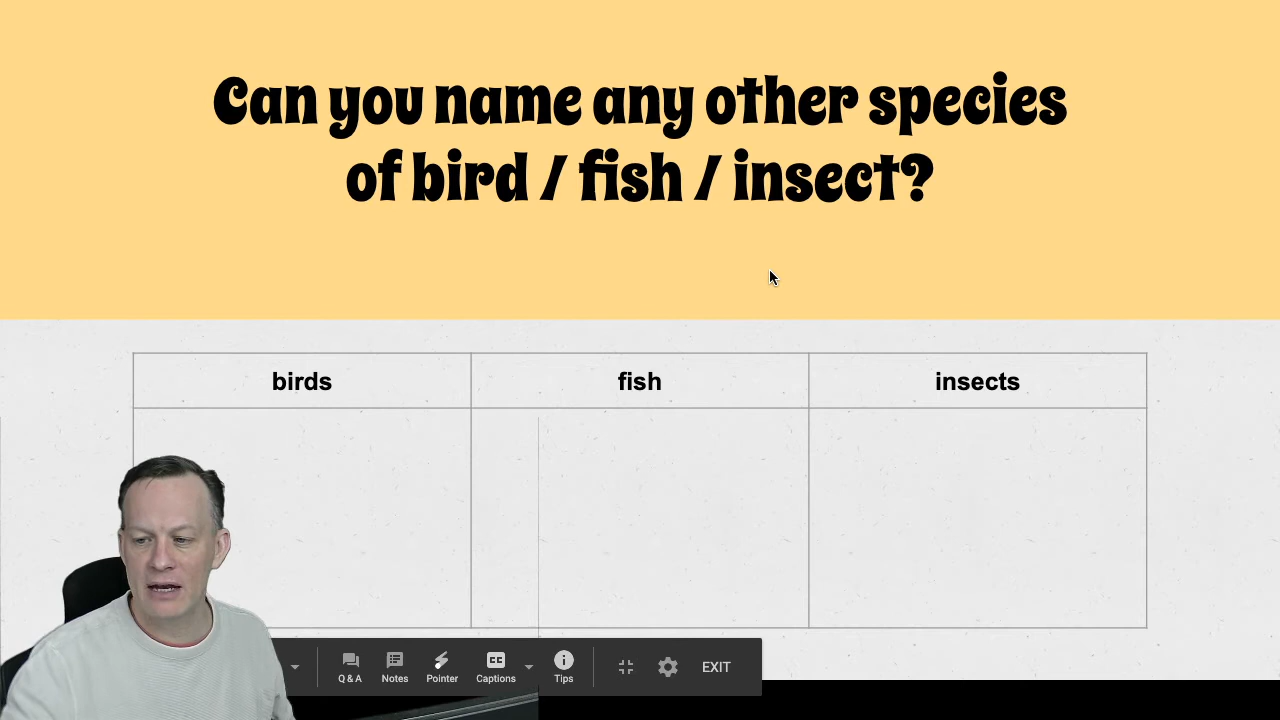 Can you name any other species
of bird / fish / insect?
birds fish insects
Q & A Notes Pointer Captions Tips EXIT